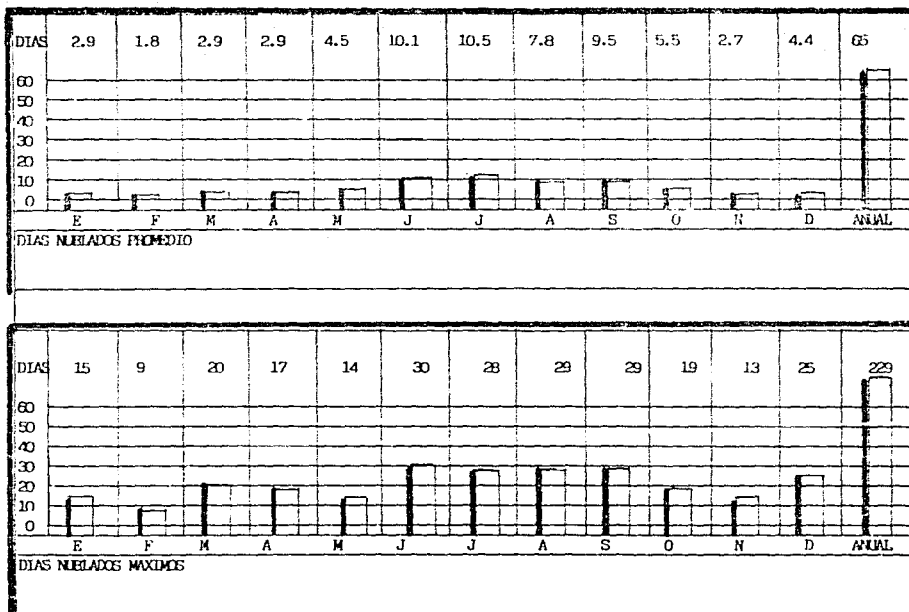 DIAS 2.9 1.8 2.9 2.9 4.5 10.1 10.5 7.8 9.5 5.5 2.7 4.4 65
60
50
40
30
20
10
0
E F M A M J J A S O N D ANUAL
DIAS NUBLADOS PROMEDIO
DIAS 15 9 20 17 14 30 28 29 29 19 13 25 229
60
50
40
30
20
10
0
E F M A M J J A S O N D ANUAL
DIAS NUBLADOS MAXIMOS